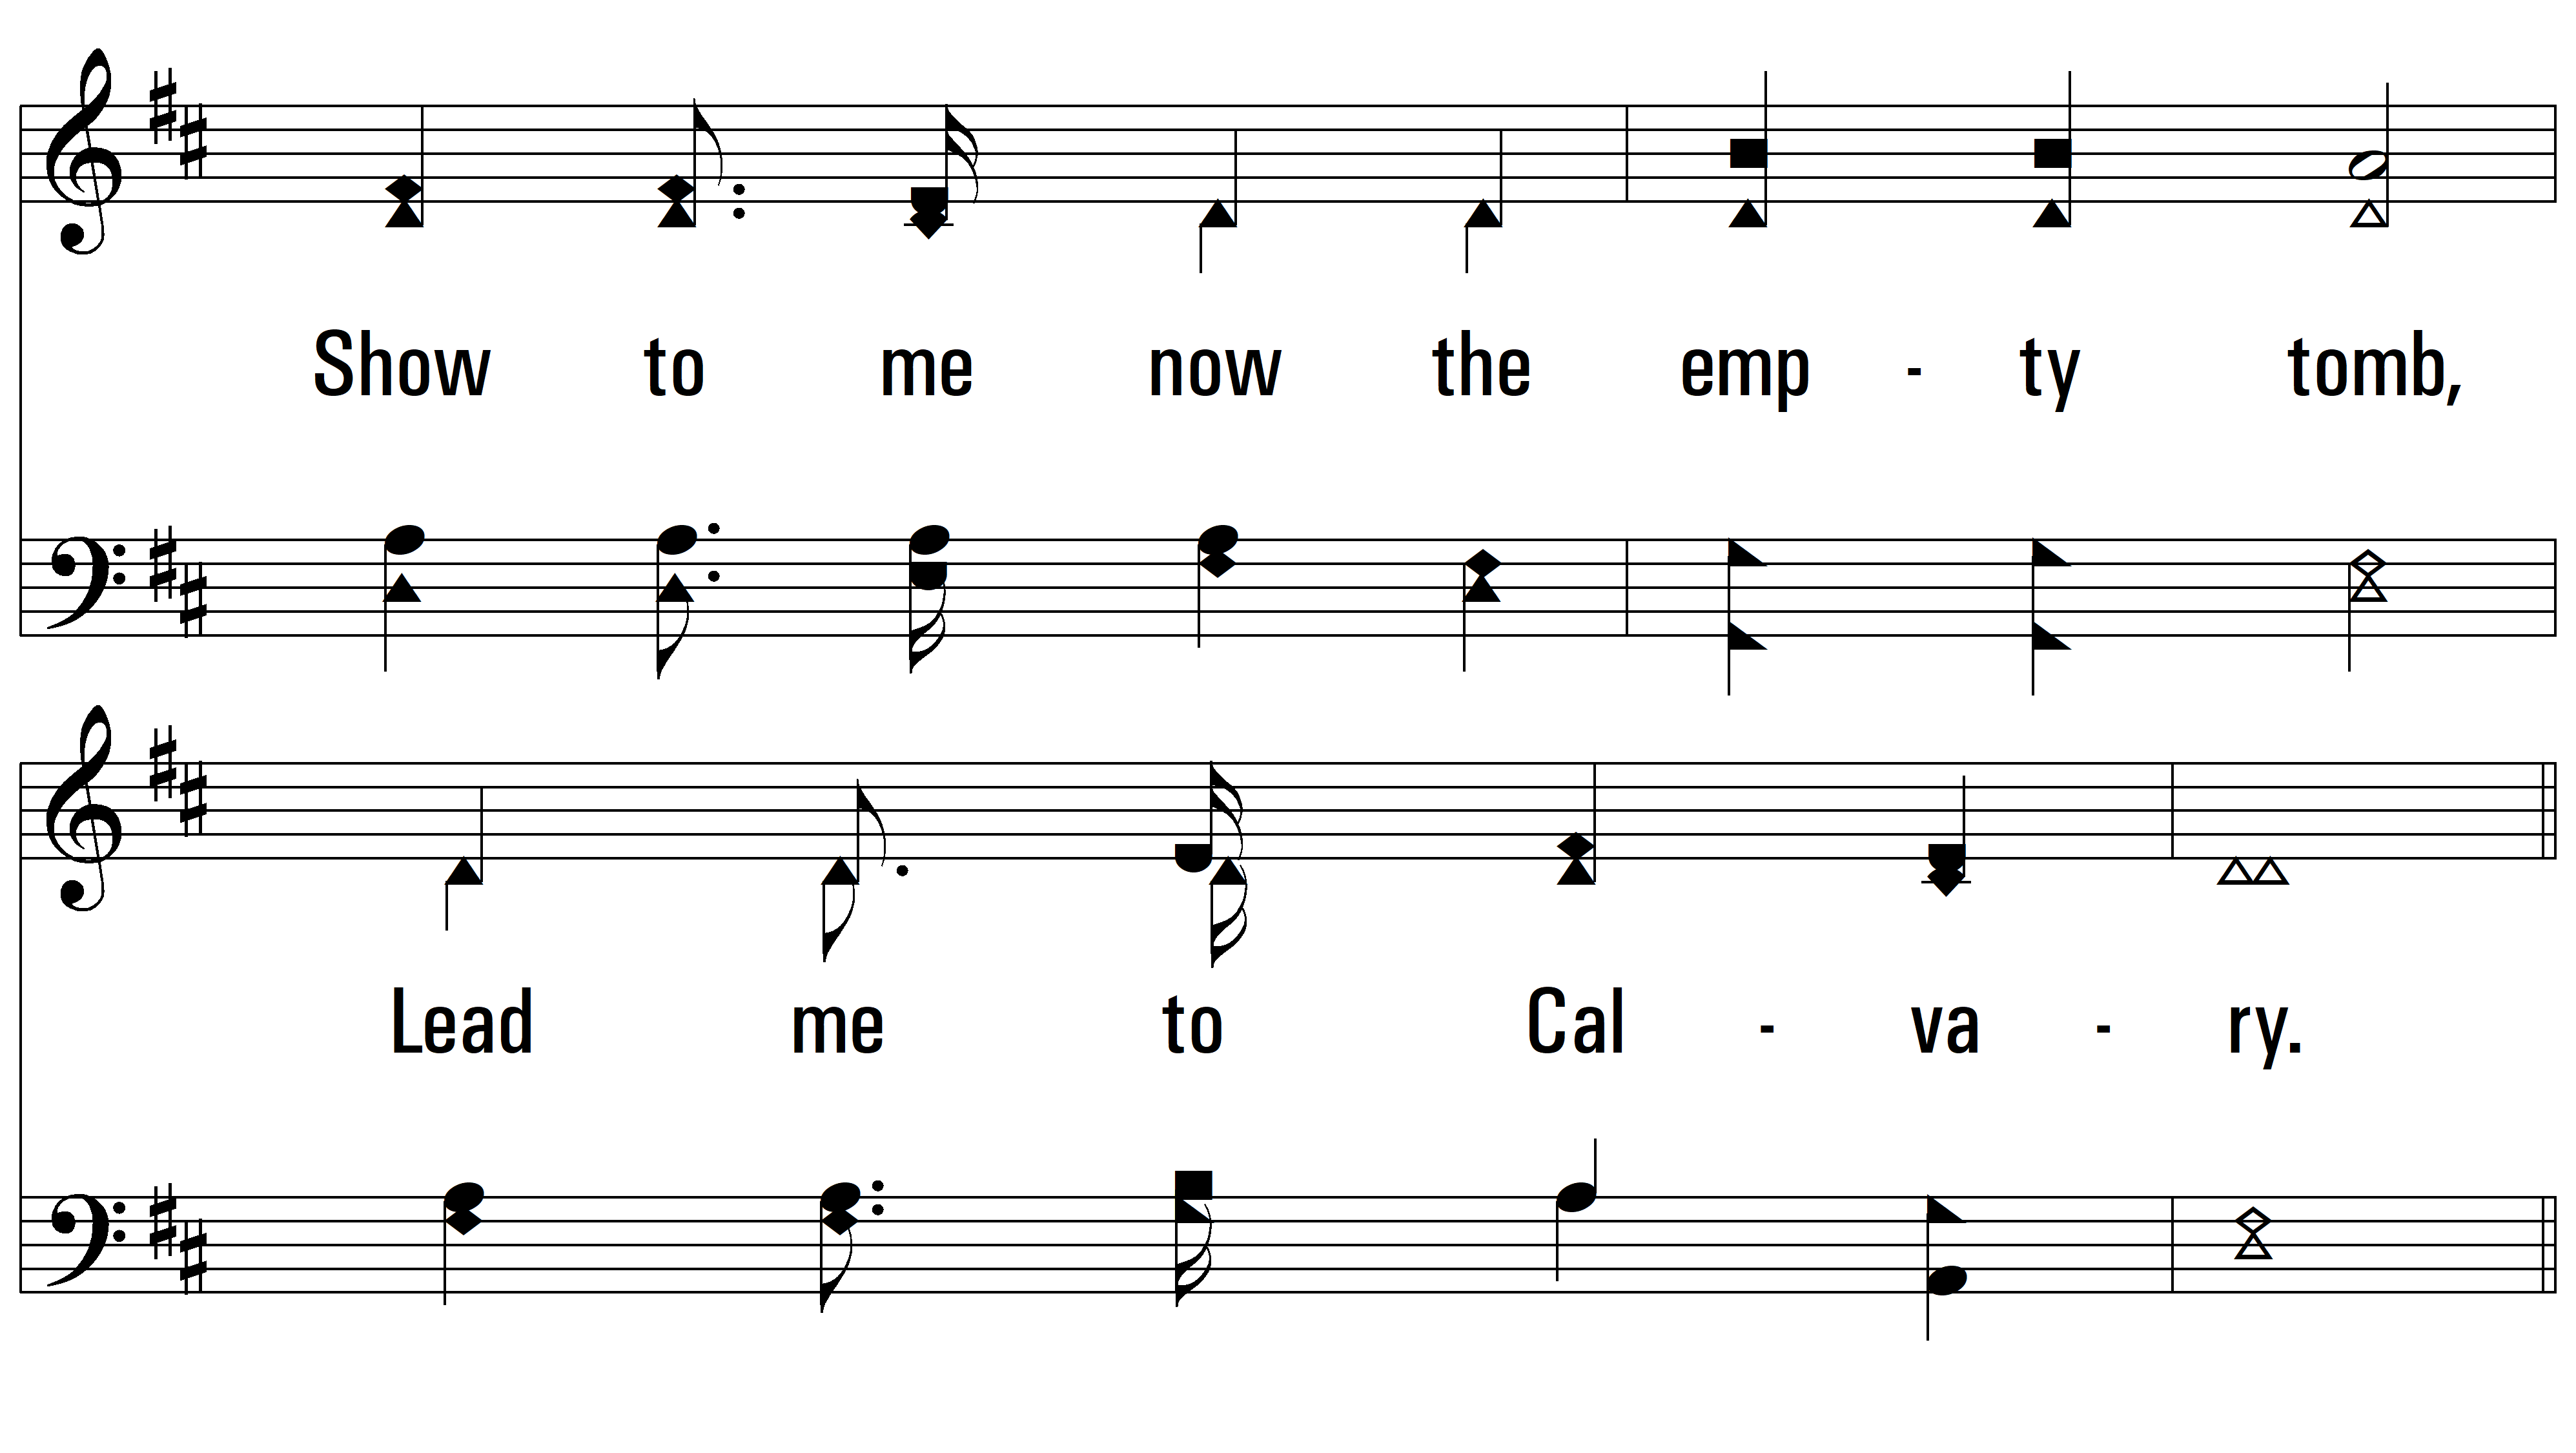 Show to me now the emp - ty tomb,
Lead me to Cal - va - ry.